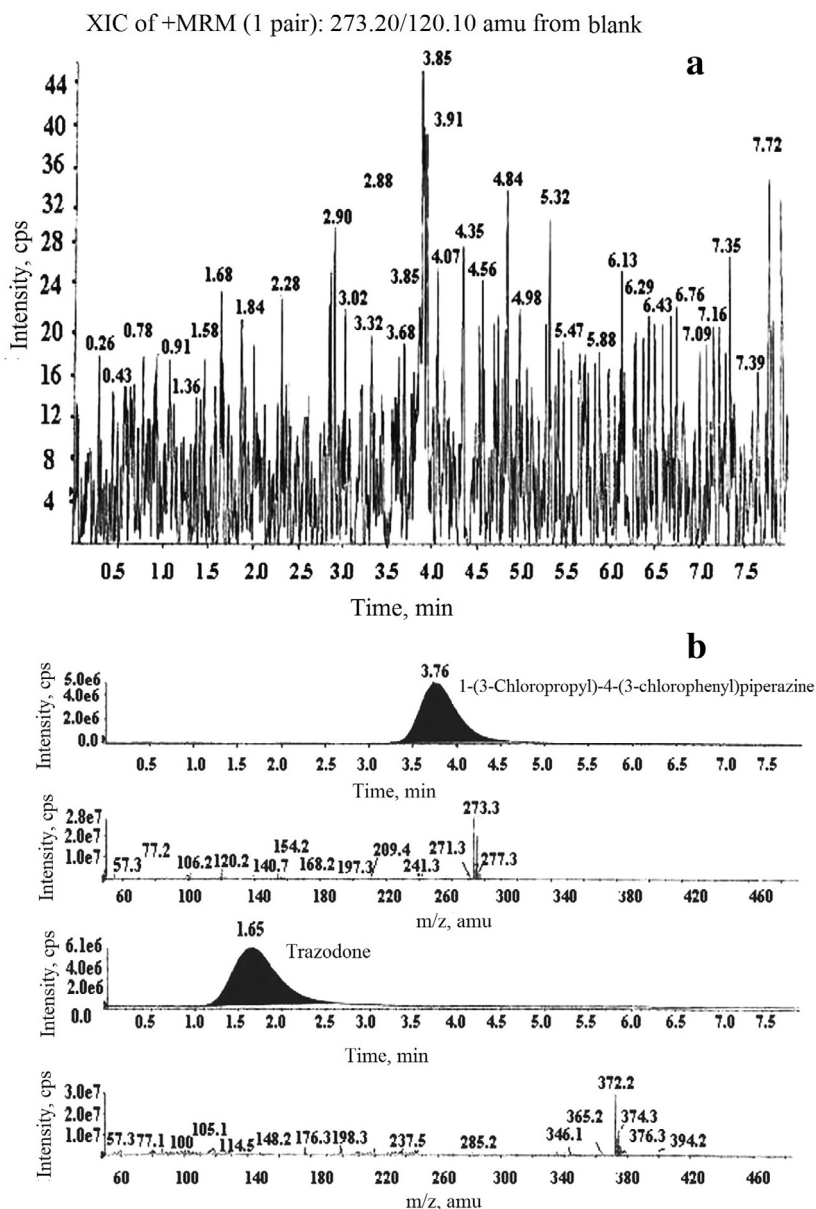 XIC of +MRM (1 pair): 273.20/120.10 amu from blank
a
Intensity, cps
44
40
36
32
28
24
20
16
12
8
4
0.26
0.43
0.78
0.91
1.36
1.58
1.68
1.84
2.28
2.88
2.90
3.02
3.32
3.68
3.85
3.85
3.91
4.07
4.35
4.56
4.84
4.98
5.32
5.47
5.88
6.13
6.29
6.43
6.76
7.09
7.16
7.35
7.39
7.72
0.5 1.0 1.5 2.0 2.5 3.0 3.5 4.0 4.5 5.0 5.5 6.0 6.5 7.0 7.5
Time, min
b
Intensity, cps
5.0e6
4.0e6
2.0e6
0.0
3.76
1-(3-Chloropropyl)-4-(3-chlorophenyl)piperazine
0.5 1.0 1.5 2.0 2.5 3.0 3.5 4.0 4.5 5.0 5.5 6.0 6.5 7.0 7.5
Time, min
Intensity, cps
2.8e7
2.0e7
1.0e7
57.3 77.2 106.2 120.2 140.7 154.2 168.2 197.3 209.4 241.3 271.3 273.3 277.3
60 100 140 180 220 260 300 340 380 420 460
m/z, amu
Intensity, cps
6.1e6
4.0e6
2.0e6
0.0
1.65
Trazodone
0.5 1.0 1.5 2.0 2.5 3.0 3.5 4.0 4.5 5.0 5.5 6.0 6.5 7.0 7.5
Time, min
Intensity, cps
3.0e7
2.0e7
1.0e7
57.3 77.1 100 105.1 114.5 148.2 176.3 198.3 237.5 285.2 346.1 365.2 372.2 374.3 376.3 394.2
60 100 140 180 220 260 300 340 380 420 460
m/z, amu